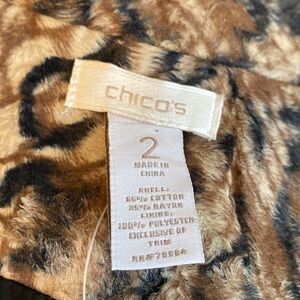 chico's
2
MADE IN
CHINA
SHELL:
65% COTTON
35% RAYON
LINING:
100% POLYESTER
EXCLUSIVE OF
TRIM